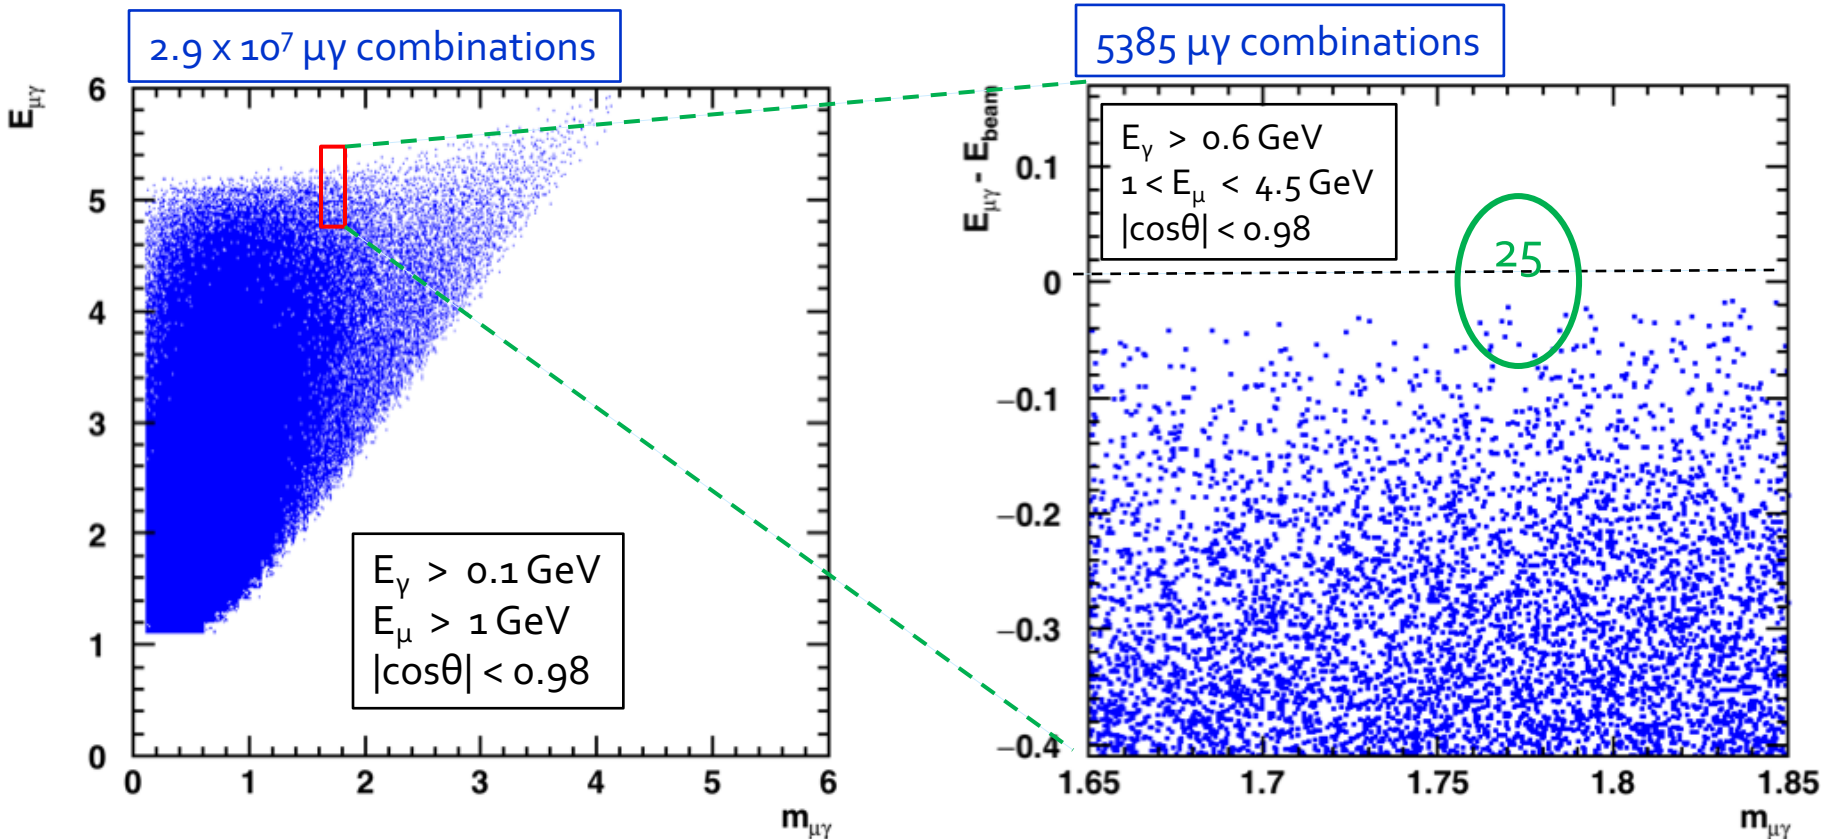 2.9 x 10⁷ μγ combinations
E_μγ
6
5
4
3
2
1
0
E_γ > 0.1 GeV
E_μ > 1 GeV
|cosθ| < 0.98
0 1 2 3 4 5 6
m_μγ
5385 μγ combinations
E_μγ - E_beam
E_γ > 0.6 GeV
1 < E_μ < 4.5 GeV
|cosθ| < 0.98
25
0.1
0
−0.1
−0.2
−0.3
−0.4
1.65 1.7 1.75 1.8 1.85
m_μγ